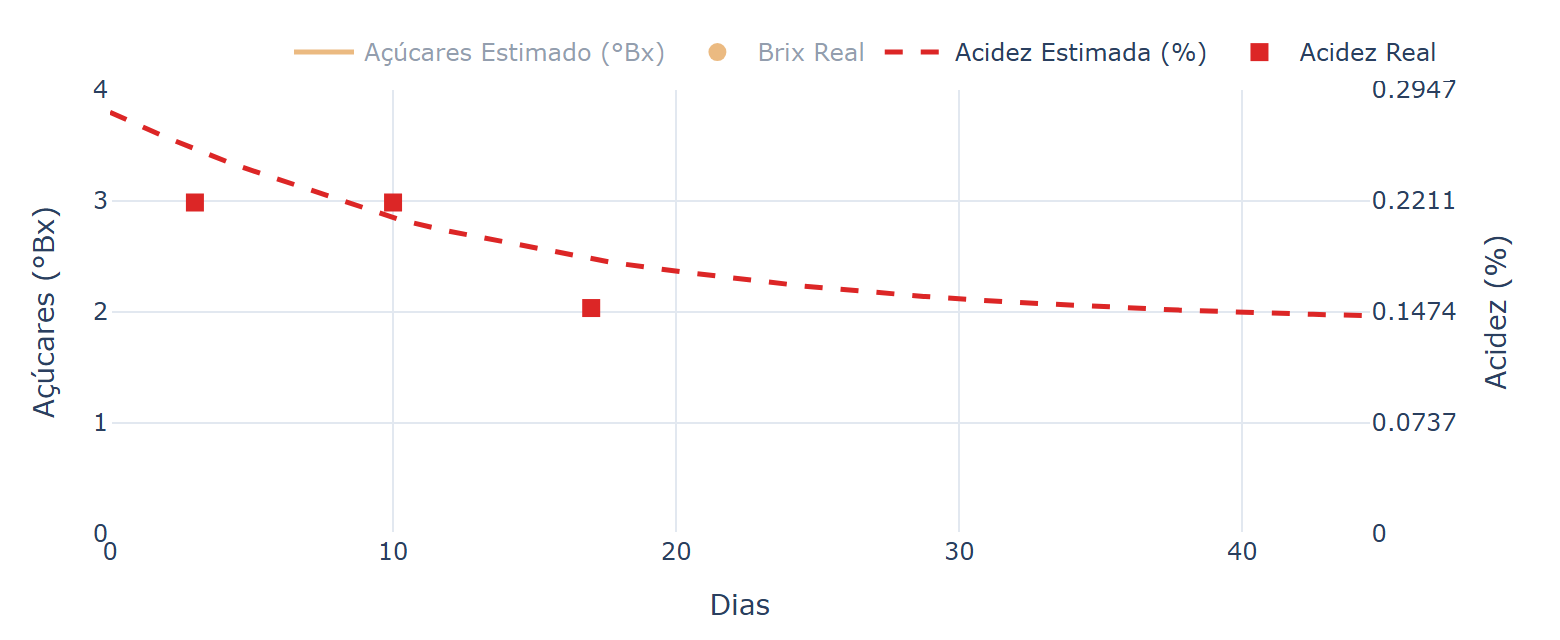 Açúcares Estimado (°Bx) Brix Real Acidez Estimada (%) Acidez Real
4 0.2947
3 0.2211
2 0.1474
1 0.0737
0 0
0 10 20 30 40
Dias
Açúcares (°Bx)
Acidez (%)